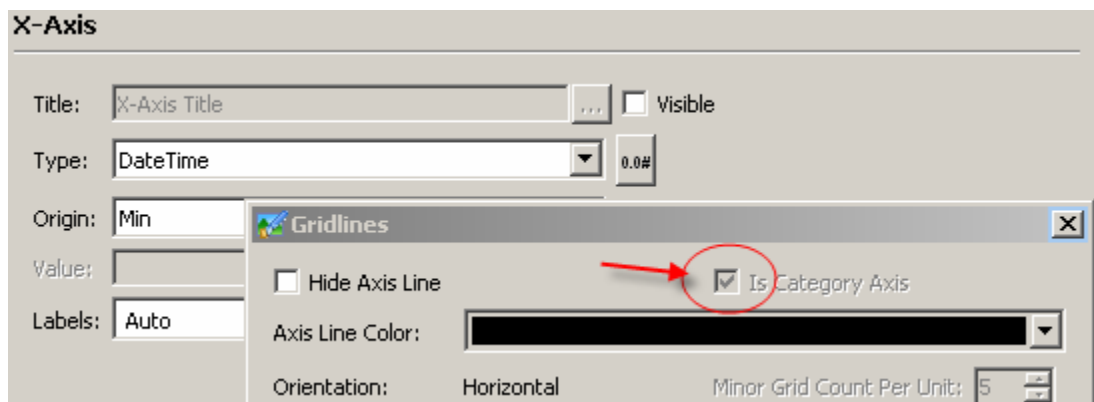 X-Axis
Title: X-Axis Title ... Visible
Type: DateTime 0.0#
Origin: Min
Gridlines
Value:
Hide Axis Line Is Category Axis
Labels: Auto
Axis Line Color:
Orientation: Horizontal Minor Grid Count Per Unit: 5